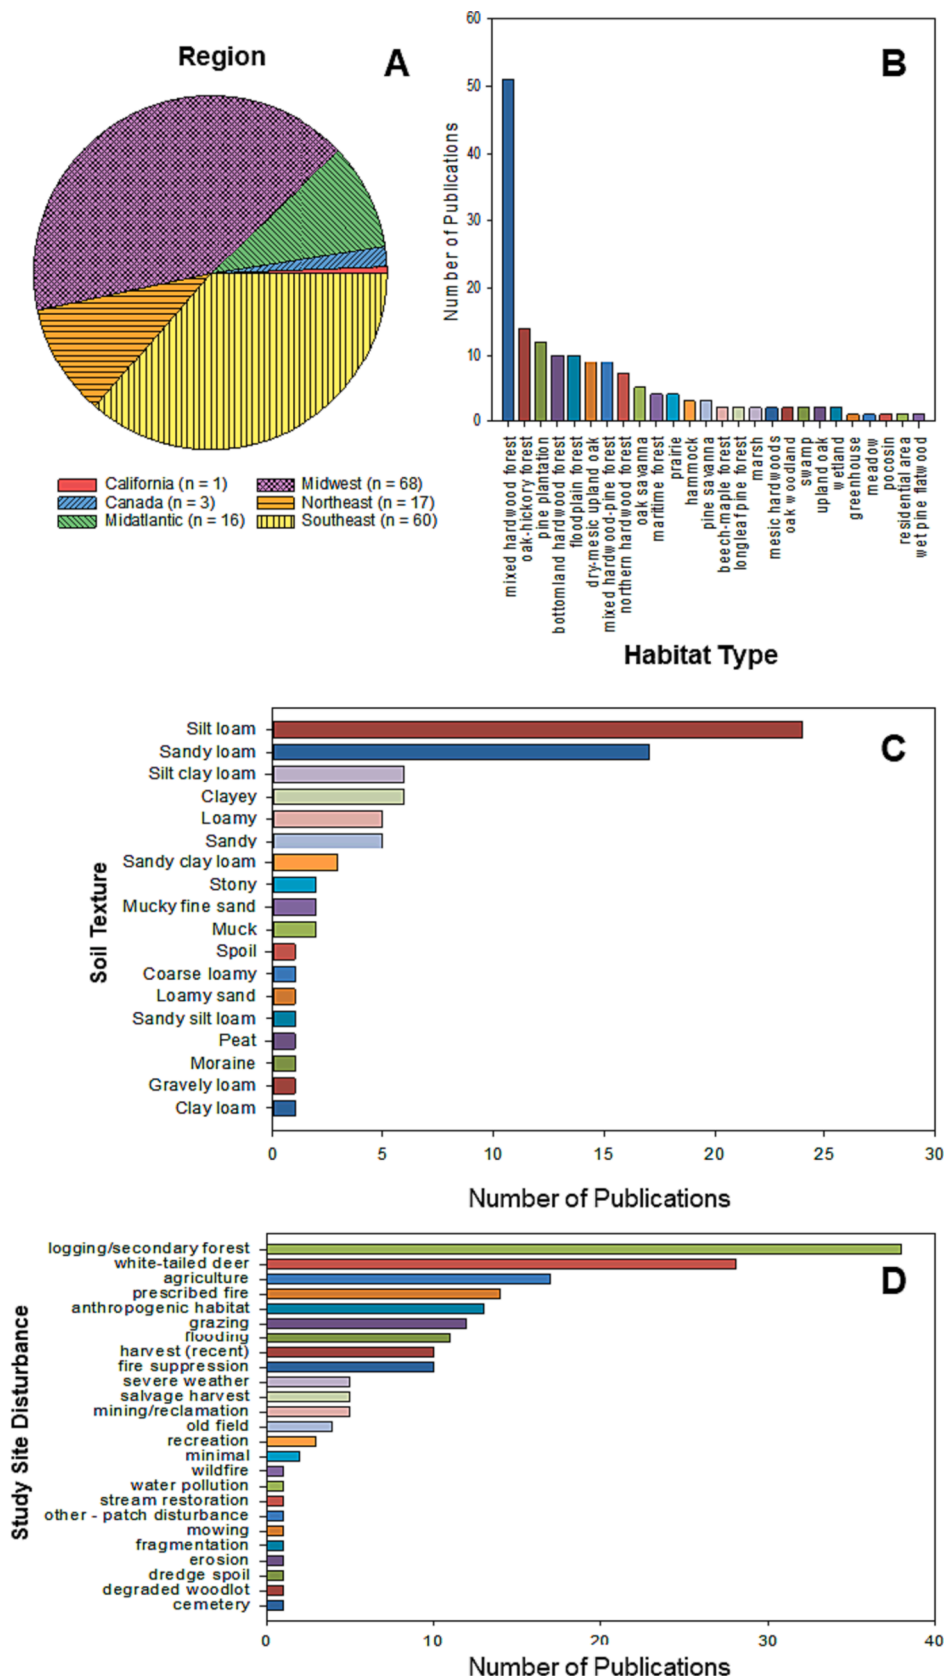 Region
A
California (n = 1)
Midwest (n = 68)
Canada (n = 3)
Northeast (n = 17)
Midatlantic (n = 16)
Southeast (n = 60)
B
Number of Publications
60
50
40
30
20
10
0
mixed hardwood forest
oak-hickory forest
pine plantation
bottomland hardwood forest
floodplain forest
dry-mesic upland oak
mixed hardwood-pine forest
northern hardwood forest
oak savanna
maritime forest
prairie
hammock
pine savanna
beech-maple forest
longleaf pine forest
marsh
mesic hardwoods
oak woodland
swamp
upland oak
wetland
greenhouse
meadow
pocosin
residential area
wet pine flatwood
Habitat Type
C
Soil Texture
Silt loam
Sandy loam
Silt clay loam
Clayey
Loamy
Sandy
Sandy clay loam
Stony
Mucky fine sand
Muck
Spoil
Coarse loamy
Loamy sand
Sandy silt loam
Peat
Moraine
Gravely loam
Clay loam
0 5 10 15 20 25 30
Number of Publications
D
Study Site Disturbance
logging/secondary forest
white-tailed deer
agriculture
prescribed fire
anthropogenic habitat
grazing
flooding
harvest (recent)
fire suppression
severe weather
salvage harvest
mining/reclamation
old field
recreation
minimal
wildfire
water pollution
stream restoration
other - patch disturbance
mowing
fragmentation
erosion
dredge spoil
degraded woodlot
cemetery
0 10 20 30 40
Number of Publications